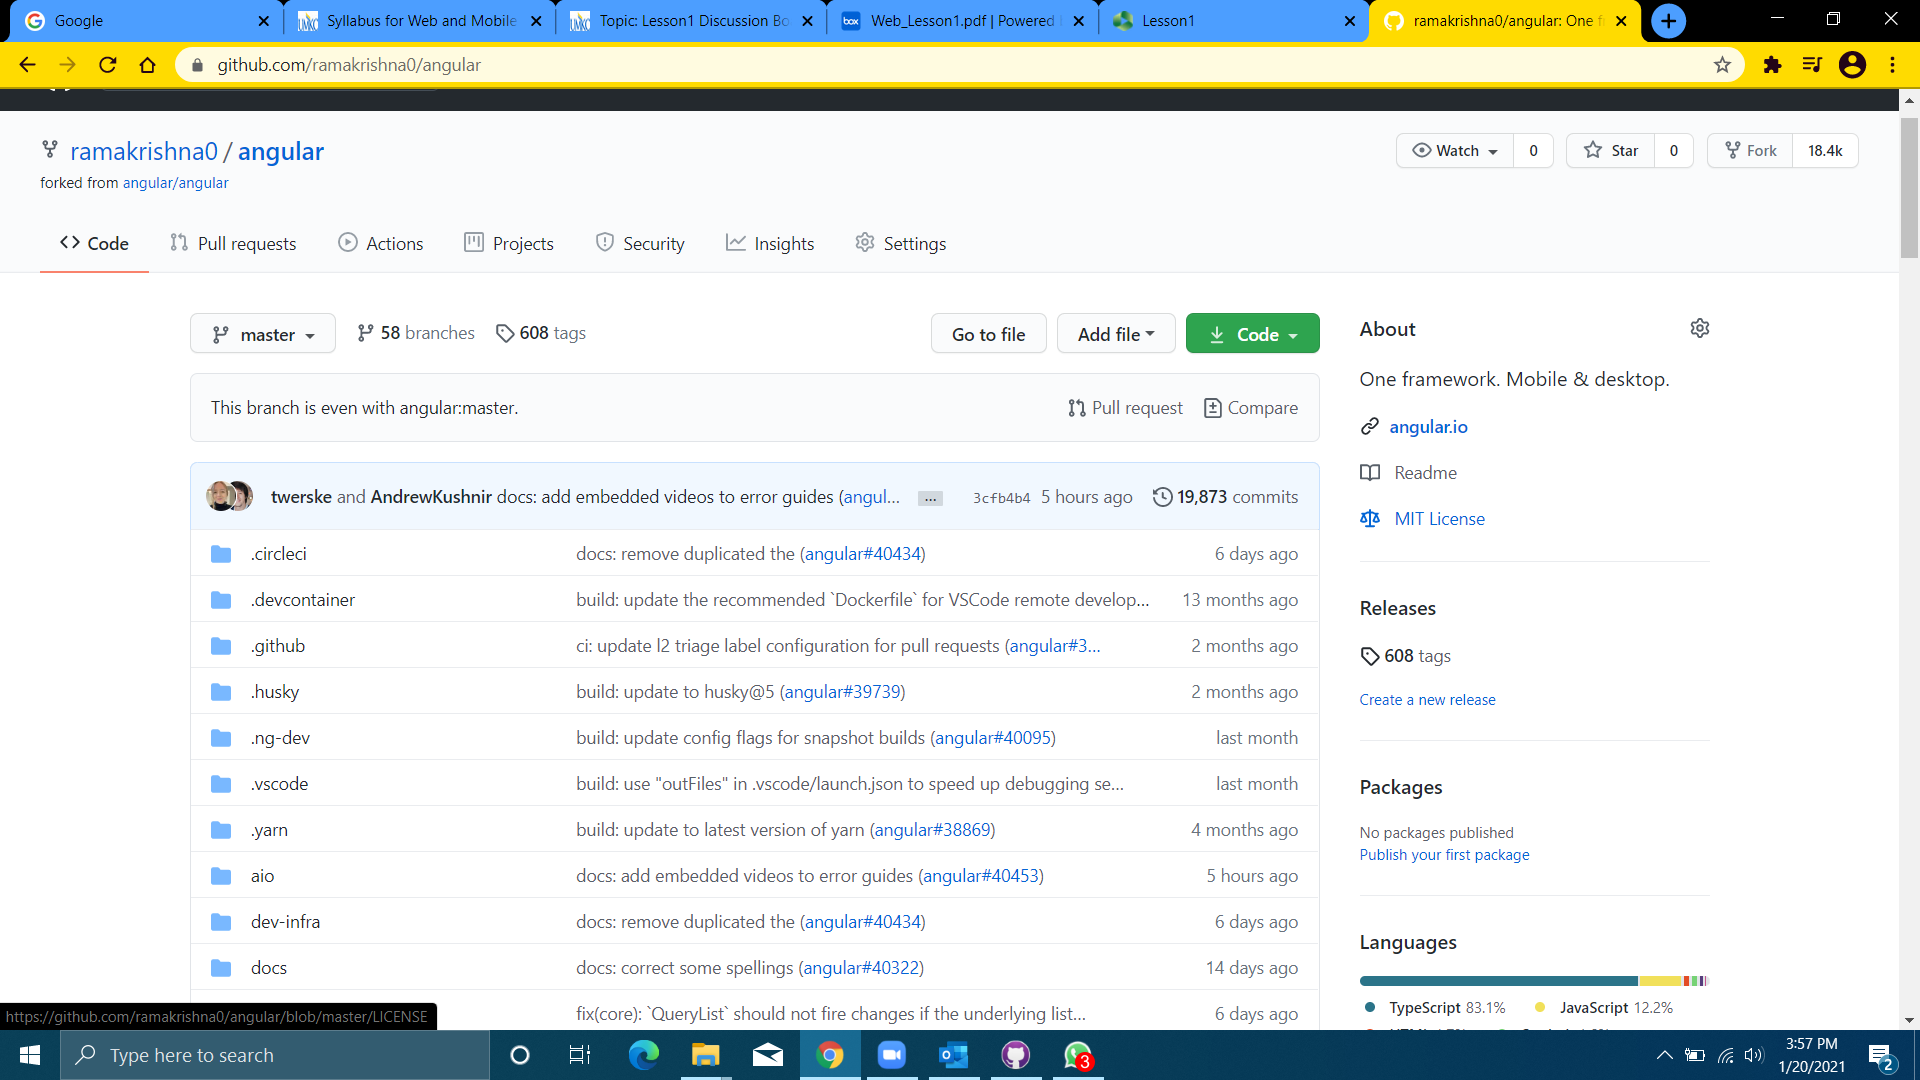 Google
Syllabus for Web and Mobile
Topic: Lesson1 Discussion Bo
Web_Lesson1.pdf | Powered
Lesson1
ramakrishna0/angular: One f
github.com/ramakrishna0/angular
ramakrishna0 / angular
forked from angular/angular
Watch 0
Star 0
Fork 18.4k
Code
Pull requests
Actions
Projects
Security
Insights
Settings
master
58 branches
608 tags
Go to file
Add file
Code
This branch is even with angular:master.
Pull request
Compare
twerske and AndrewKushnir docs: add embedded videos to error guides (angul... ... 3cfb4b4 5 hours ago 19,873 commits
.circleci docs: remove duplicated the (angular#40434) 6 days ago
.devcontainer build: update the recommended `Dockerfile` for VSCode remote develop... 13 months ago
.github ci: update l2 triage label configuration for pull requests (angular#3... 2 months ago
.husky build: update to husky@5 (angular#39739) 2 months ago
.ng-dev build: update config flags for snapshot builds (angular#40095) last month
.vscode build: use "outFiles" in .vscode/launch.json to speed up debugging se... last month
.yarn build: update to latest version of yarn (angular#38869) 4 months ago
aio docs: add embedded videos to error guides (angular#40453) 5 hours ago
dev-infra docs: remove duplicated the (angular#40434) 6 days ago
docs docs: correct some spellings (angular#40322) 14 days ago
fix(core): `QueryList` should not fire changes if the underlying list... 6 days ago
About
One framework. Mobile & desktop.
angular.io
Readme
MIT License
Releases
608 tags
Create a new release
Packages
No packages published
Publish your first package
Languages
TypeScript 83.1%
JavaScript 12.2%
https://github.com/ramakrishna0/angular/blob/master/LICENSE
Type here to search
3
3:57 PM
1/20/2021
2